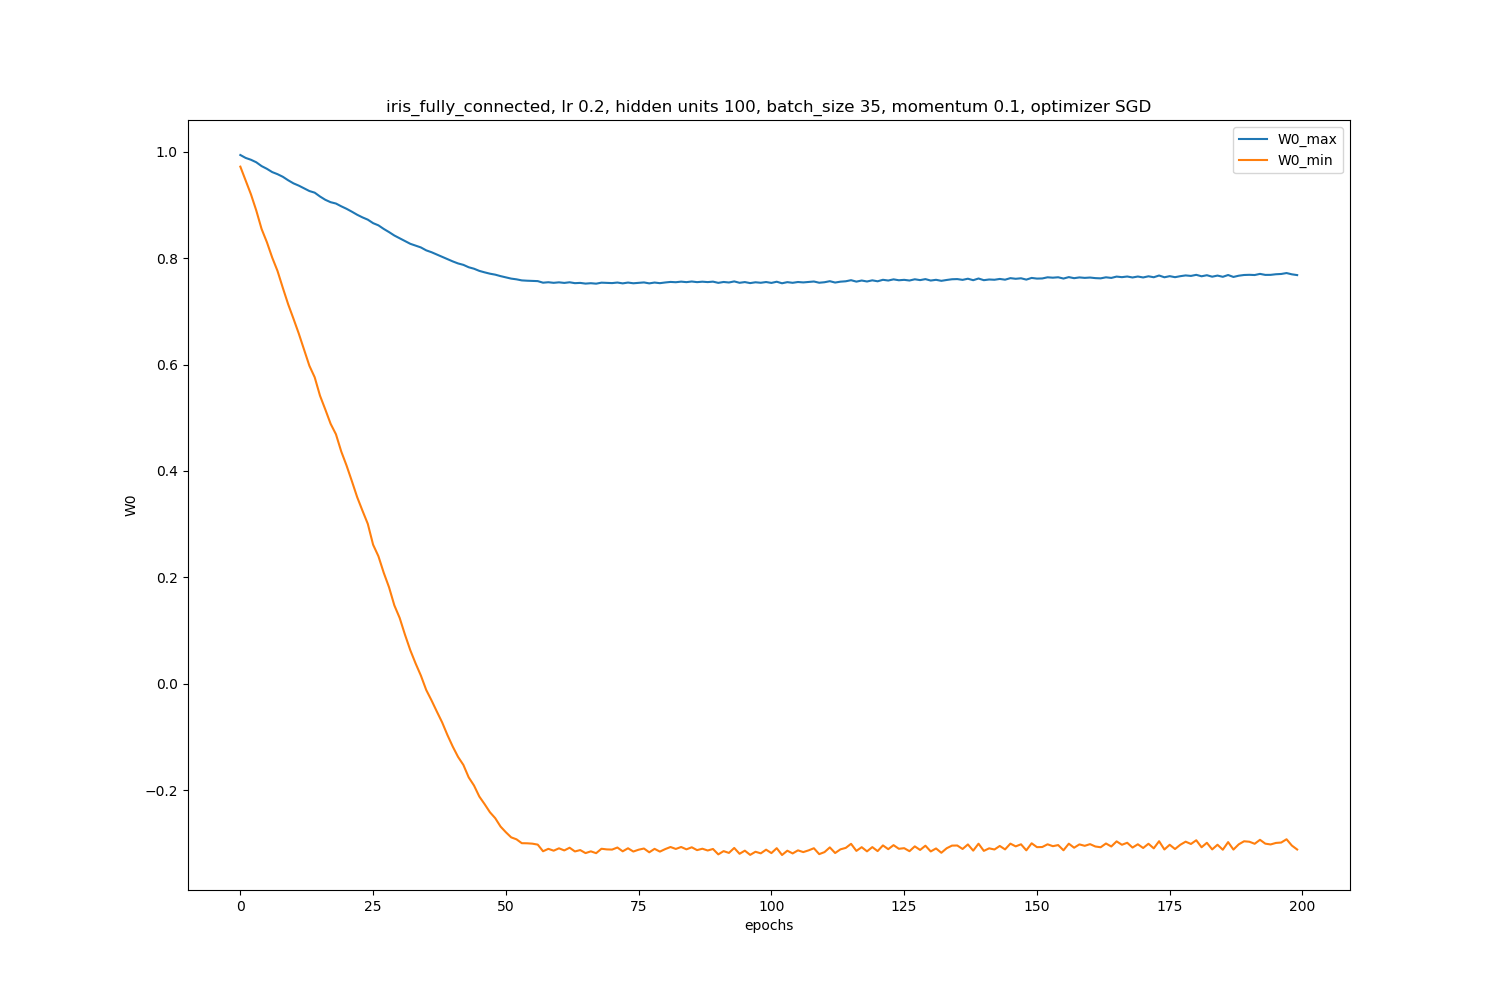 iris_fully_connected, lr 0.2, hidden units 100, batch_size 35, momentum 0.1, optimizer SGD
W0_max
W0_min
1.0
0.8
0.6
0.4
0.2
0.0
−0.2
W0
0 25 50 75 100 125 150 175 200
epochs